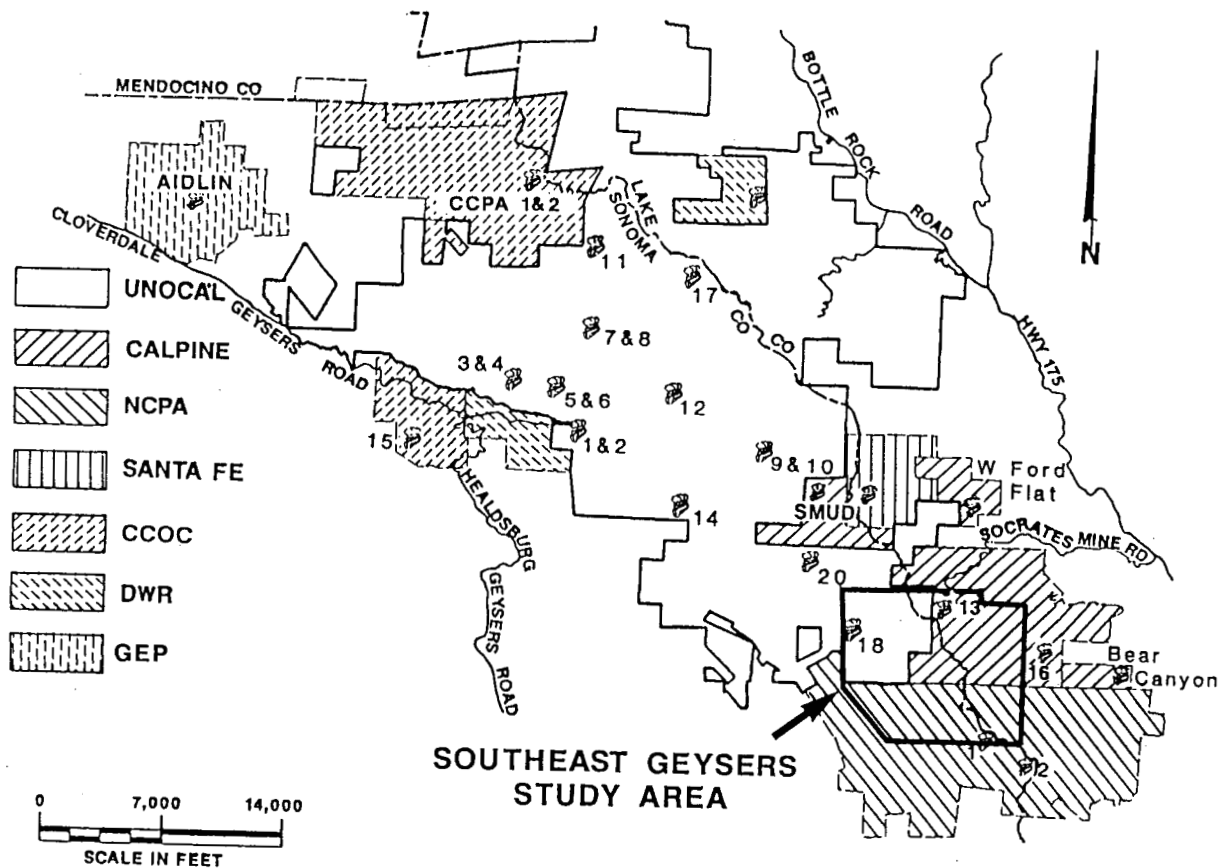 MENDOCINO CO
AIDLIN
CCPA 1&2
LAKE
SONOMA
CO
CO
BOTTLE
ROCK
ROAD
HWY 175
N
CLOVERDALE
GEYSERS
ROAD
UNOCAL
CALPINE
NCPA
SANTA FE
CCOC
DWR
GEP
11
17
7 & 8
3 & 4
5 & 6
12
1 & 2
15
9 & 10
14
SMUD
W Ford
Flat
SOCRATES MINE RD
HEALDSBURG
GEYSERS
ROAD
20
13
18
16
Bear
Canyon
1
2
SOUTHEAST GEYSERS
STUDY AREA
0 7,000 14,000
SCALE IN FEET